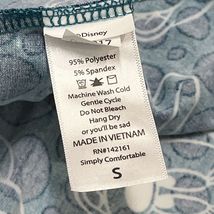 ©Disney
17
95% Polyester
5% Spandex
Machine Wash Cold
Gentle Cycle
Do Not Bleach
Hang Dry
or you'll be sad
MADE IN VIETNAM
RN#142161
Simply Comfortable
S